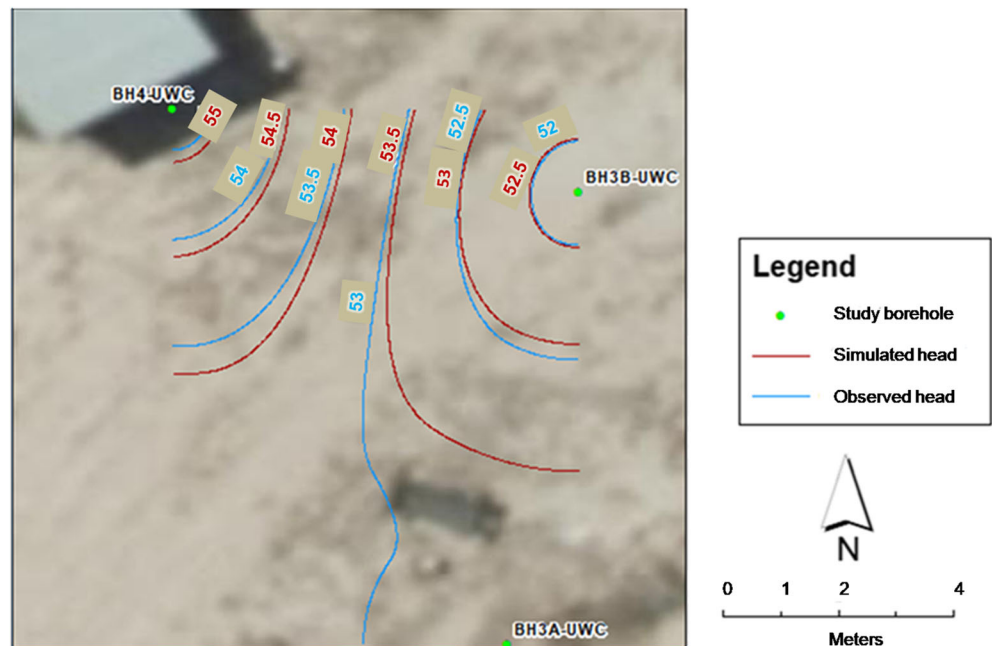 BH4-UWC
55
54.5
54
53.5
52.5
52
54
53.5
53
52.5
BH3B-UWC
53
BH3A-UWC
Legend
Study borehole
Simulated head
Observed head
N
0 1 2 4
Meters